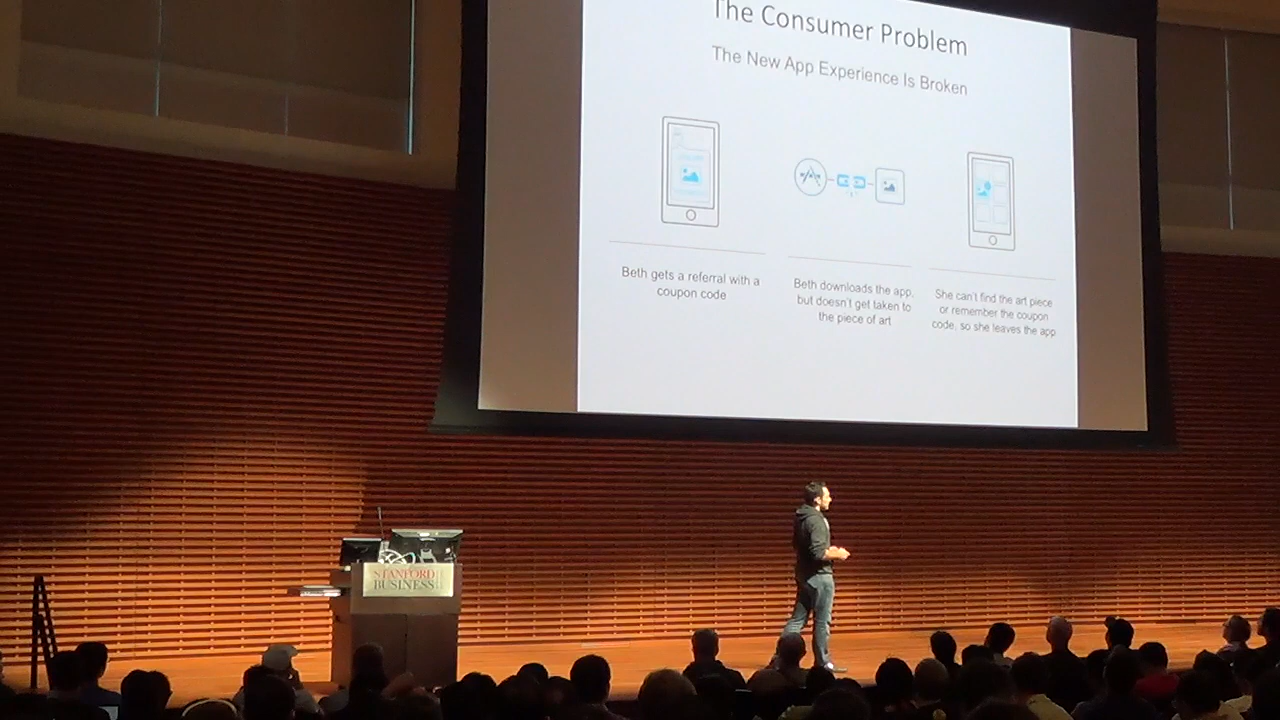 The Consumer Problem
The New App Experience Is Broken
Beth gets a referral with a
coupon code
Beth downloads the app,
but doesn't get taken to
the piece of art
She can't find the art piece
or remember the coupon
code, so she leaves the app
STANFORD
BUSINESS